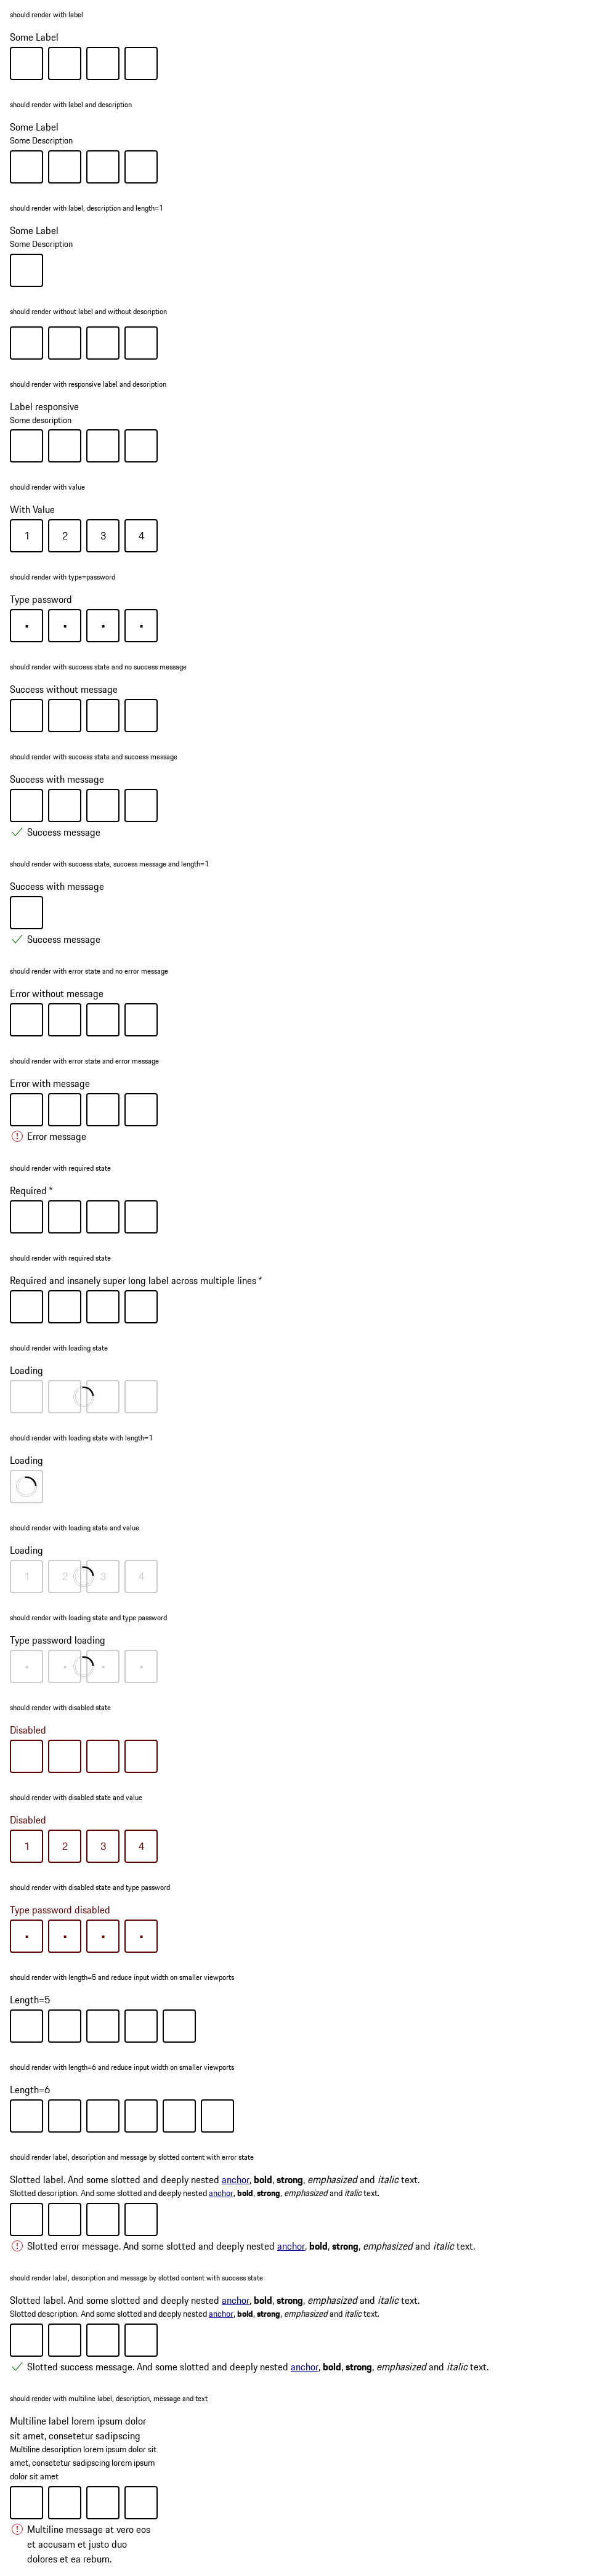 should render with label
Some Label
should render with label and description
Some Label
Some Description
should render with label, description and length=1
Some Label
Some Description
should render without label and without description
should render with responsive label and description
Label responsive
Some description
should render with value
With Value
1 2 3 4
should render with type=password
Type password
should render with success state and no success message
Success without message
should render with success state and success message
Success with message
Success message
should render with success state, success message and length=1
Success with message
Success message
should render with error state and no error message
Error without message
should render with error state and error message
Error with message
Error message
should render with required state
Required *
should render with required state
Required and insanely super long label across multiple lines *
should render with loading state
Loading
should render with loading state with length=1
Loading
should render with loading state and value
Loading
1 2 3 4
should render with loading state and type password
Type password loading
should render with disabled state
Disabled
should render with disabled state and value
Disabled
1 2 3 4
should render with disabled state and type password
Type password disabled
should render with length=5 and reduce input width on smaller viewports
Length=5
should render with length=6 and reduce input width on smaller viewports
Length=6
should render label, description and message by slotted content with error state
Slotted label. And some slotted and deeply nested anchor, bold, strong, emphasized and italic text.
Slotted description. And some slotted and deeply nested anchor, bold, strong, emphasized and italic text.
Slotted error message. And some slotted and deeply nested anchor, bold, strong, emphasized and italic text.
should render label, description and message by slotted content with success state
Slotted label. And some slotted and deeply nested anchor, bold, strong, emphasized and italic text.
Slotted description. And some slotted and deeply nested anchor, bold, strong, emphasized and italic text.
Slotted success message. And some slotted and deeply nested anchor, bold, strong, emphasized and italic text.
should render with multiline label, description, message and text
Multiline label lorem ipsum dolor
sit amet, consetetur sadipscing
Multiline description lorem ipsum dolor sit
amet, consetetur sadipscing lorem ipsum
dolor sit amet
Multiline message at vero eos
et accusam et justo duo
dolores et ea rebum.